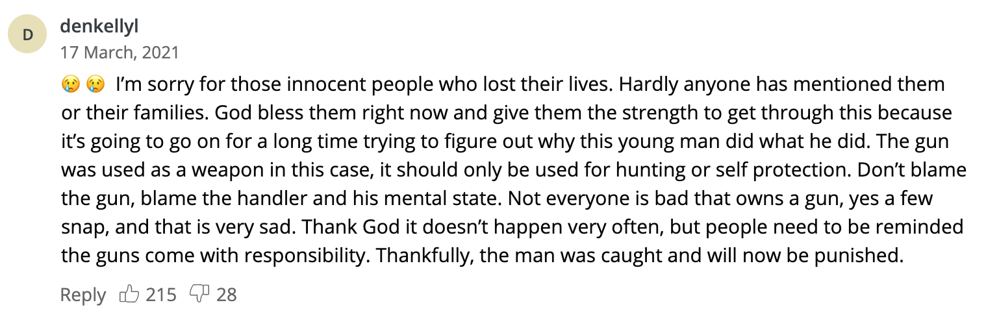 D
denkellyl
17 March, 2021
😢 😢 I’m sorry for those innocent people who lost their lives. Hardly anyone has mentioned them
or their families. God bless them right now and give them the strength to get through this because
it’s going to go on for a long time trying to figure out why this young man did what he did. The gun
was used as a weapon in this case, it should only be used for hunting or self protection. Don’t blame
the gun, blame the handler and his mental state. Not everyone is bad that owns a gun, yes a few
snap, and that is very sad. Thank God it doesn’t happen very often, but people need to be reminded
the guns come with responsibility. Thankfully, the man was caught and will now be punished.
Reply 215 28